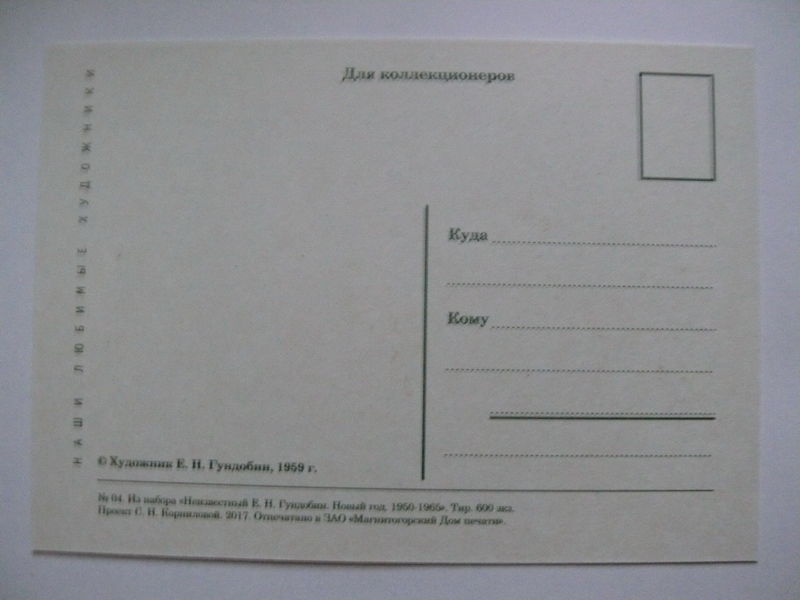 Для коллекционеров
НАШИ ЛЮБИМЫЕ ХУДОЖНИКИ
Куда
Кому
© Художник Е. Н. Гундобин, 1959 г.
№ 04. Из набора «Неизвестный Е. Н. Гундобин. Новый год. 1950-1965». Тир. 600 экз.
Проект С. Н. Корниловой. 2017. Отпечатано в ЗАО «Магнитогорский Дом печати».